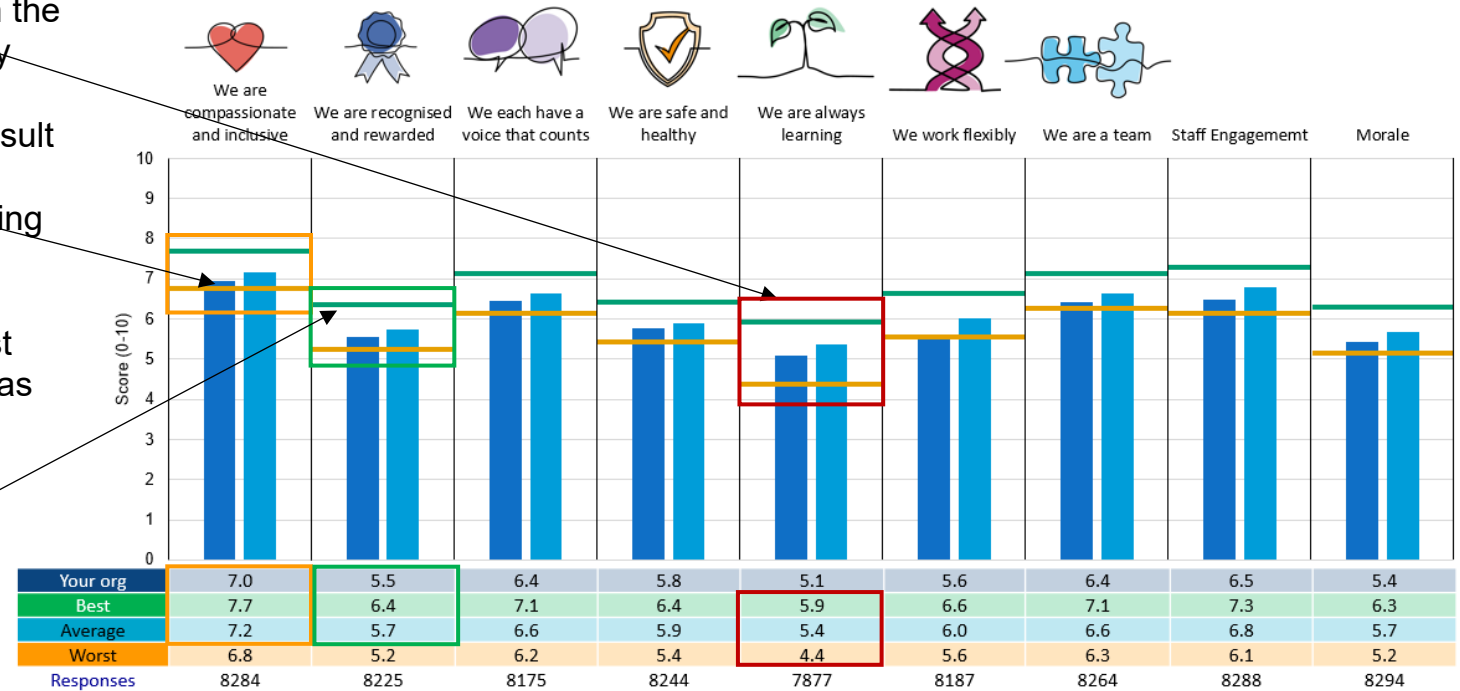 the
sult
ing
st
as
We are
compassionate
and inclusive
We are recognised
and rewarded
We each have a
voice that counts
We are safe and
healthy
We are always
learning
We work flexibly
We are a team
Staff Engagememt
Morale
Score (0-10)
10
9
8
7
6
5
4
3
2
1
0
Your org 7.0 5.5 6.4 5.8 5.1 5.6 6.4 6.5 5.4
Best 7.7 6.4 7.1 6.4 5.9 6.6 7.1 7.3 6.3
Average 7.2 5.7 6.6 5.9 5.4 6.0 6.6 6.8 5.7
Worst 6.8 5.2 6.2 5.4 4.4 5.6 6.3 6.1 5.2
Responses 8284 8225 8175 8244 7877 8187 8264 8288 8294